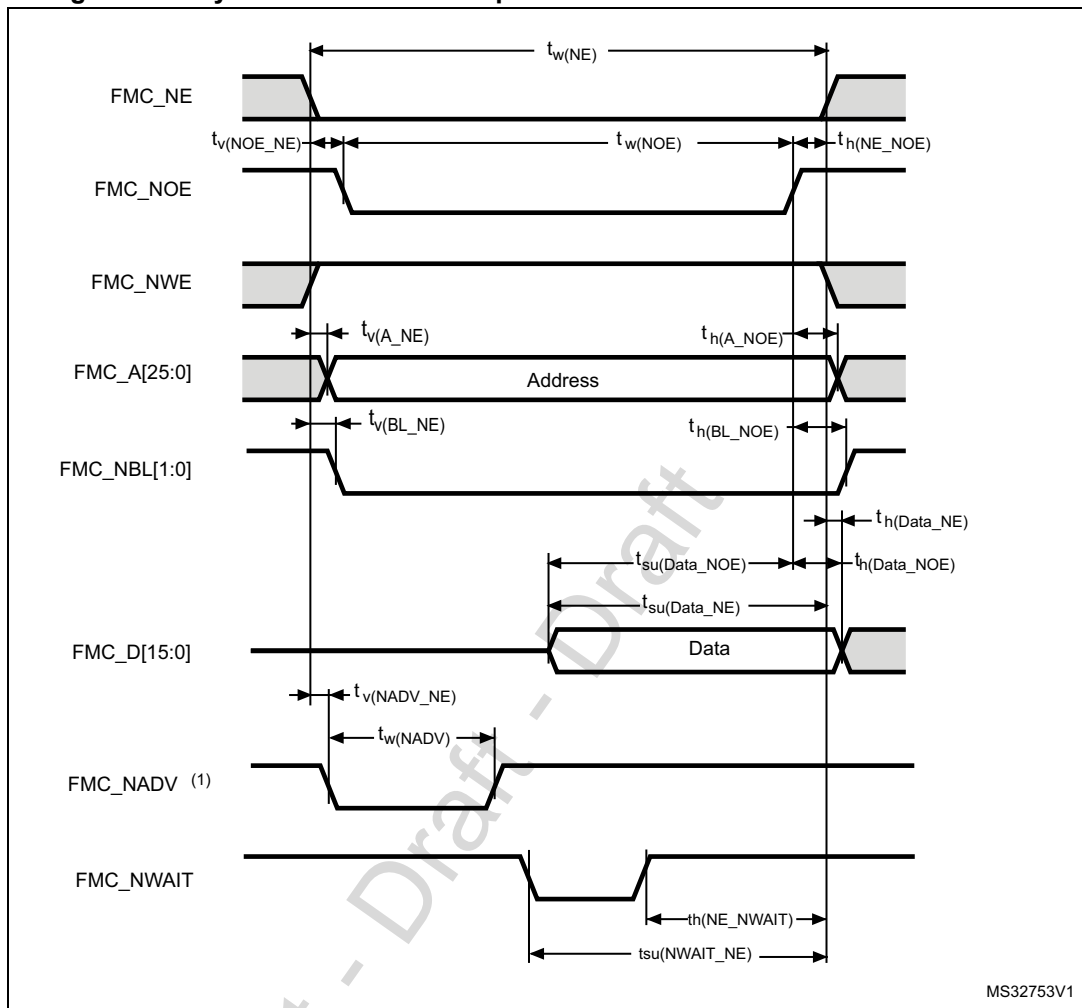 tw(NE)
FMC_NE
tv(NOE_NE)
tw(NOE)
th(NE_NOE)
FMC_NOE
FMC_NWE
tv(A_NE)
th(A_NOE)
FMC_A[25:0]
Address
tv(BL_NE)
th(BL_NOE)
FMC_NBL[1:0]
th(Data_NE)
tsu(Data_NOE)
th(Data_NOE)
tsu(Data_NE)
FMC_D[15:0]
Data
tv(NADV_NE)
tw(NADV)
FMC_NADV (1)
FMC_NWAIT
th(NE_NWAIT)
tsu(NWAIT_NE)
MS32753V1
- Draft - Draft